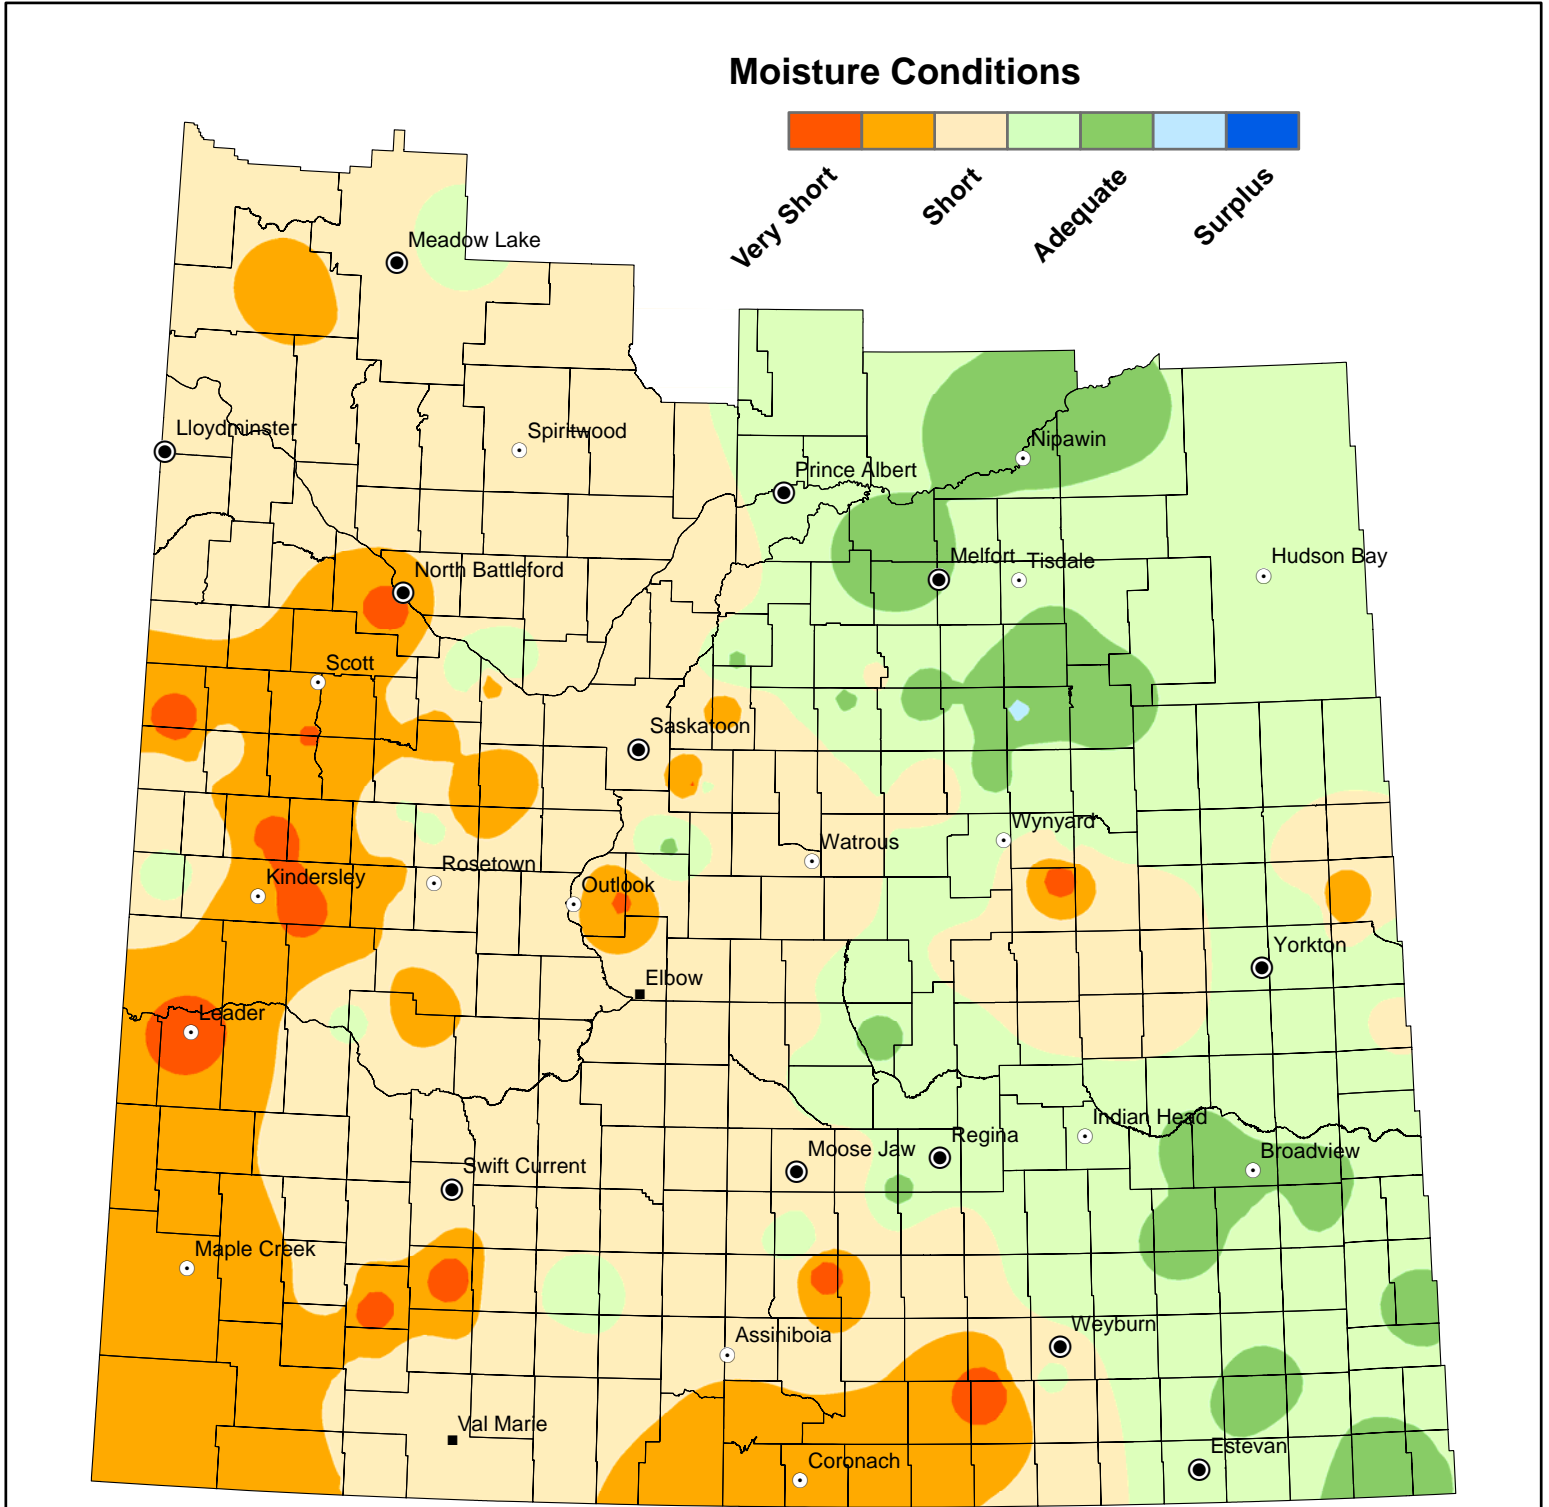 Moisture Conditions
Very Short
Short
Adequate
Surplus
Meadow Lake
Lloydminster
Spiritwood
Nipawin
Prince Albert
North Battleford
Melfort
Tisdale
Hudson Bay
Scott
Saskatoon
Wynyard
Watrous
Rosetown
Kindersley
Outlook
Yorkton
Elbow
Leader
Indian Head
Regina
Moose Jaw
Broadview
Swift Current
Maple Creek
Weyburn
Assiniboia
Val Marie
Estevan
Coronach